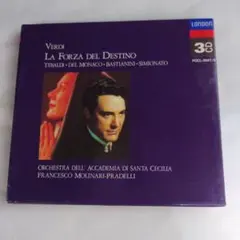 LONDON
VERDI
LA FORZA DEL DESTINO
TEBALDI • DEL MONACO • BASTIANINI • SIMIONATO
ORCHESTRA DELL' ACCADEMIA DI SANTA CECILIA
FRANCESCO MOLINARI-PRADELLI